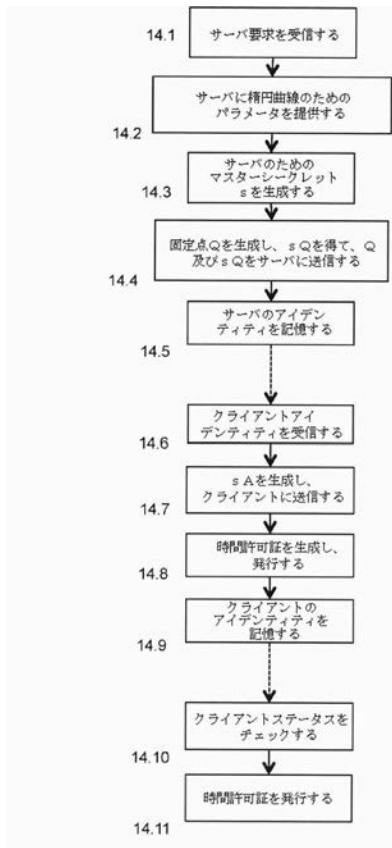 14.1
サーバ要求を受信する
サーバに楕円曲線のための
パラメータを提供する
14.2
サーバのための
マスターシークレット
sを生成する
14.3
固定点Qを生成し、sQを得て、Q
及びsQをサーバに送信する
14.4
サーバのアイデン
ティティを記憶する
14.5
クライアントアイ
デンティティを受信する
14.6
sAを生成し、
クライアントに送信する
14.7
時間許可証を生成し、
発行する
14.8
クライアントの
アイデンティティを
記憶する
14.9
クライアントステータスを
チェックする
14.10
時間許可証を発行する
14.11